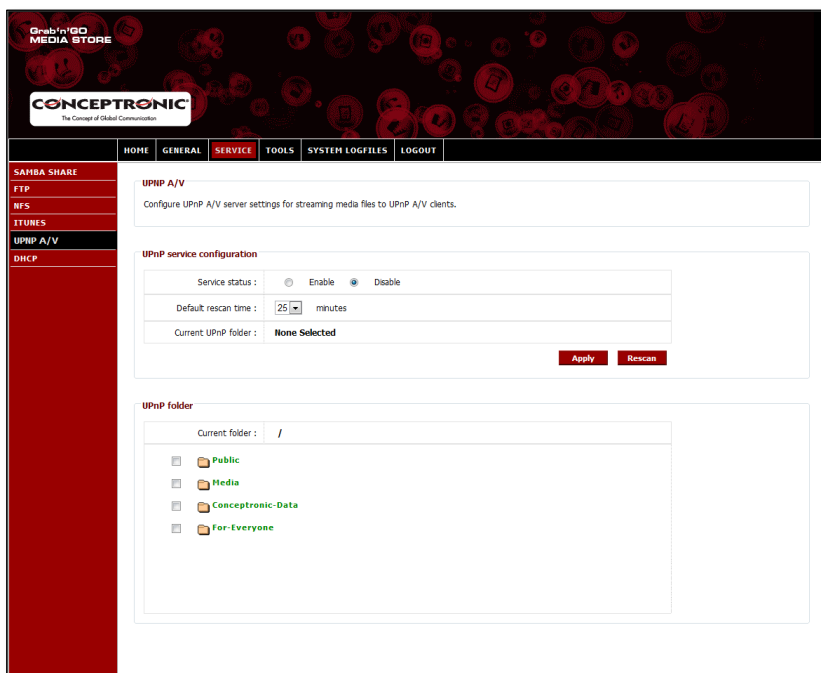 Grab'n'GO
MEDIA STORE
CONCEPTRONIC
The Concept of Global Communication
HOME GENERAL SERVICE TOOLS SYSTEM LOGFILES LOGOUT
SAMBA SHARE
FTP
NFS
ITUNES
UPNP A/V
DHCP
UPNP A/V
Configure UPnP A/V server settings for streaming media files to UPnP A/V clients.
UPnP service configuration
Service status : Enable Disable
Default rescan time : 25 minutes
Current UPnP folder : None Selected
Apply Rescan
UPnP folder
Current folder : /
Public
Media
Conceptronic-Data
For-Everyone